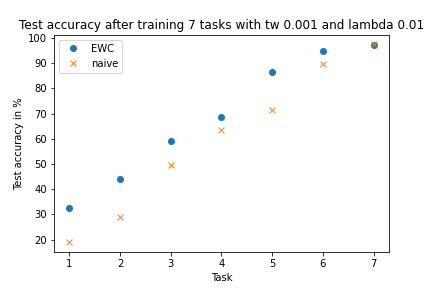 Test accuracy after training 7 tasks with tw 0.001 and lambda 0.01
EWC
naive
Test accuracy in %
100
90
80
70
60
50
40
30
20
1 2 3 4 5 6 7
Task